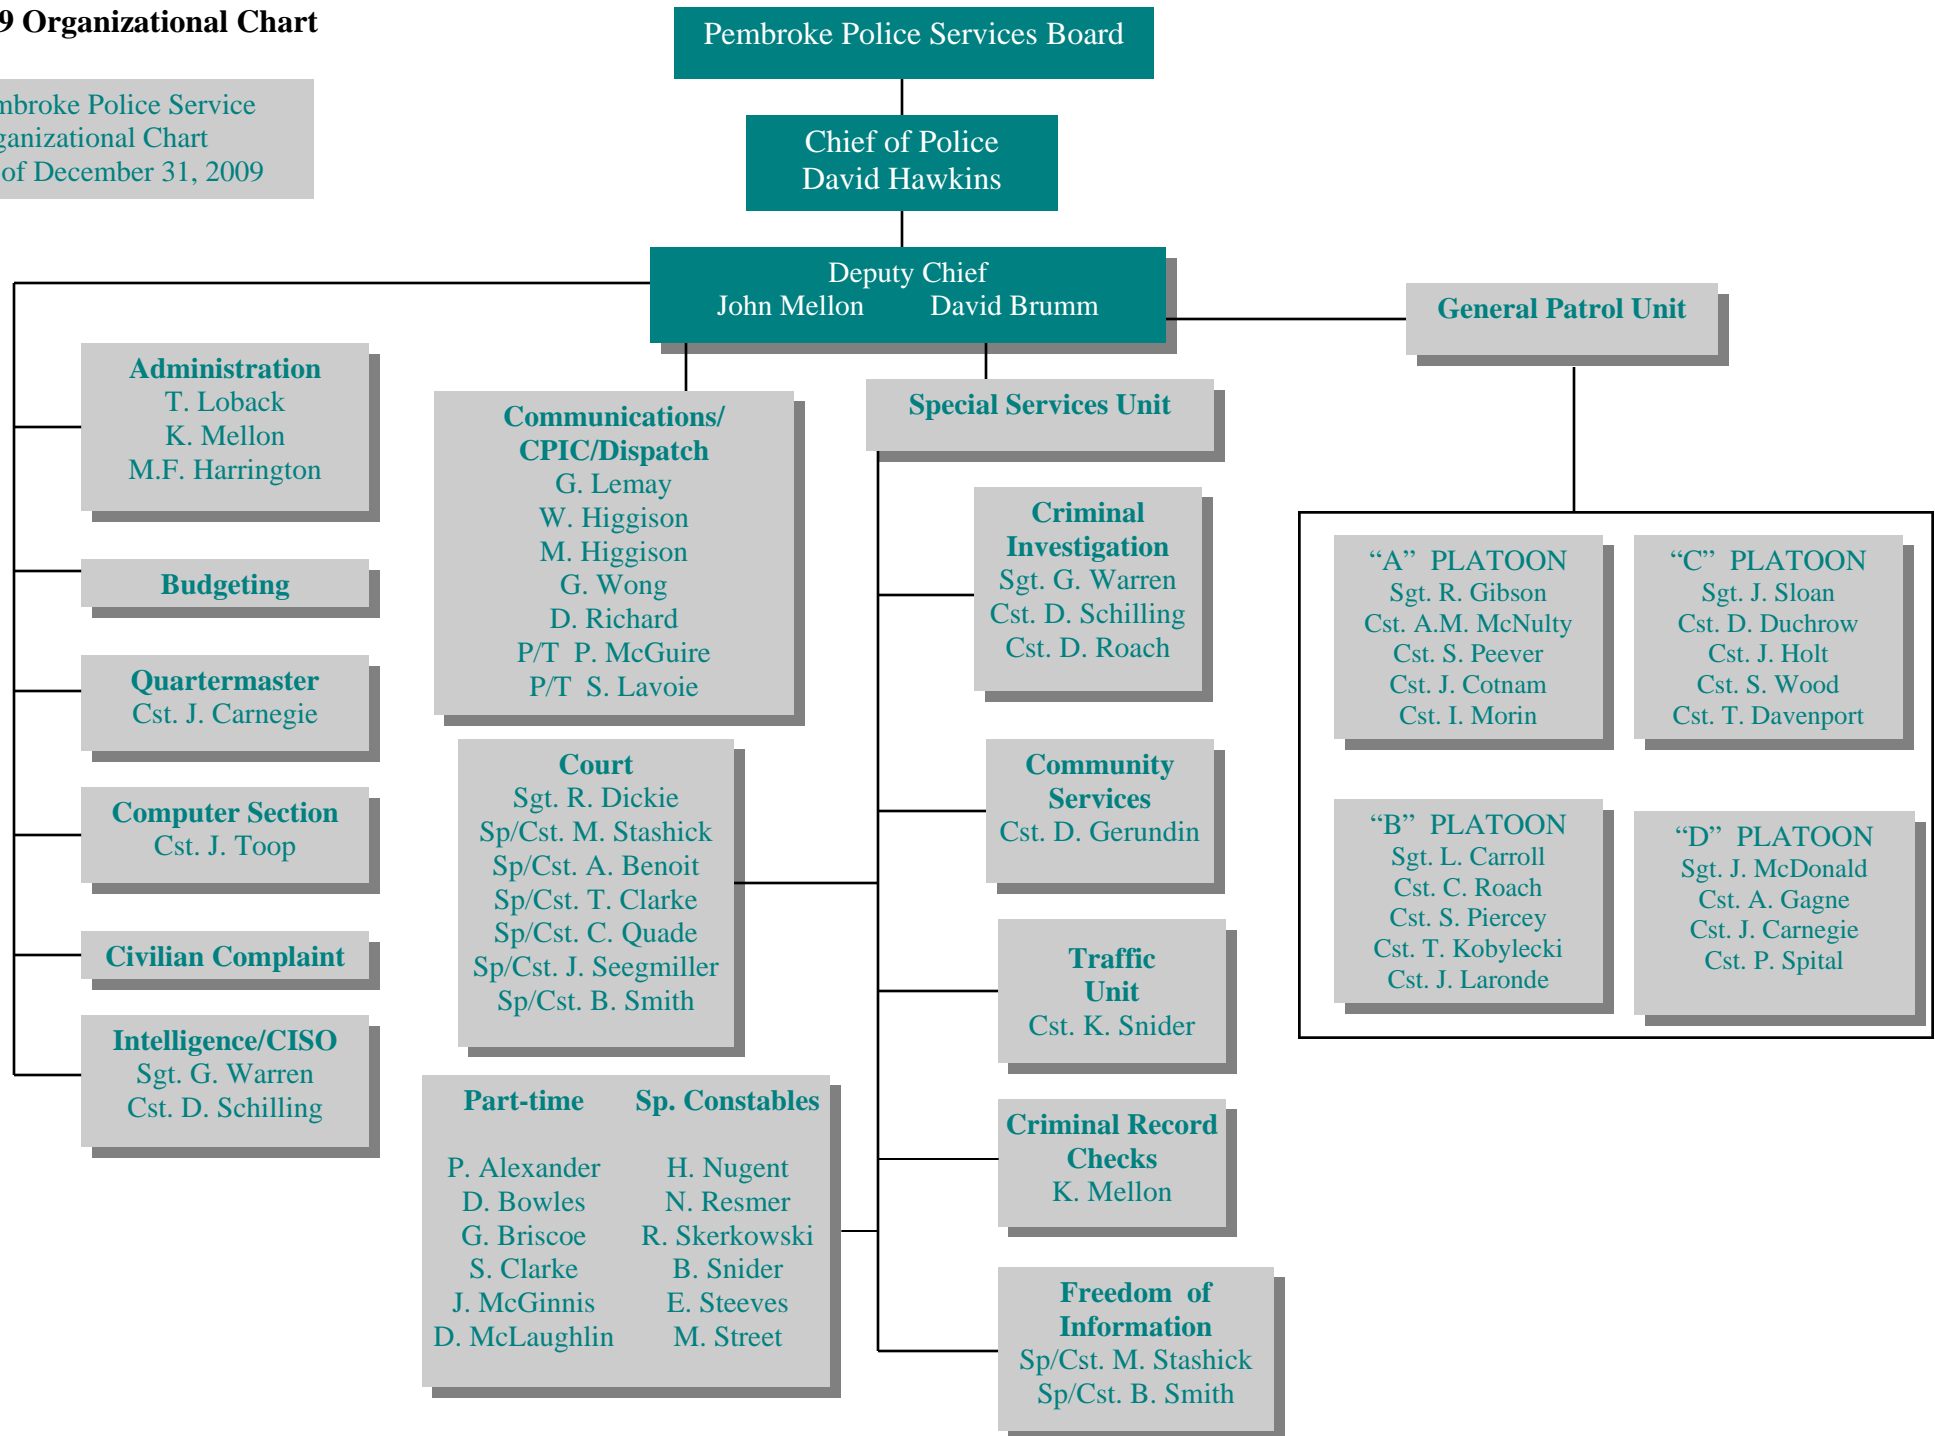 9 Organizational Chart
mbroke Police Service
ganizational Chart
of December 31, 2009
Pembroke Police Services Board
Chief of Police
David Hawkins
Deputy Chief
John Mellon David Brumm
General Patrol Unit
Administration
T. Loback
K. Mellon
M.F. Harrington
Budgeting
Quartermaster
Cst. J. Carnegie
Computer Section
Cst. J. Toop
Civilian Complaint
Intelligence/CISO
Sgt. G. Warren
Cst. D. Schilling
Communications/
CPIC/Dispatch
G. Lemay
W. Higgison
M. Higgison
G. Wong
D. Richard
P/T P. McGuire
P/T S. Lavoie
Court
Sgt. R. Dickie
Sp/Cst. M. Stashick
Sp/Cst. A. Benoit
Sp/Cst. T. Clarke
Sp/Cst. C. Quade
Sp/Cst. J. Seegmiller
Sp/Cst. B. Smith
Part-time Sp. Constables
P. Alexander H. Nugent
D. Bowles N. Resmer
G. Briscoe R. Skerkowski
S. Clarke B. Snider
J. McGinnis E. Steeves
D. McLaughlin M. Street
Special Services Unit
Criminal
Investigation
Sgt. G. Warren
Cst. D. Schilling
Cst. D. Roach
Community
Services
Cst. D. Gerundin
Traffic
Unit
Cst. K. Snider
Criminal Record
Checks
K. Mellon
Freedom of
Information
Sp/Cst. M. Stashick
Sp/Cst. B. Smith
“A” PLATOON
Sgt. R. Gibson
Cst. A.M. McNulty
Cst. S. Peever
Cst. J. Cotnam
Cst. I. Morin
“C” PLATOON
Sgt. J. Sloan
Cst. D. Duchrow
Cst. J. Holt
Cst. S. Wood
Cst. T. Davenport
“B” PLATOON
Sgt. L. Carroll
Cst. C. Roach
Cst. S. Piercey
Cst. T. Kobylecki
Cst. J. Laronde
“D” PLATOON
Sgt. J. McDonald
Cst. A. Gagne
Cst. J. Carnegie
Cst. P. Spital